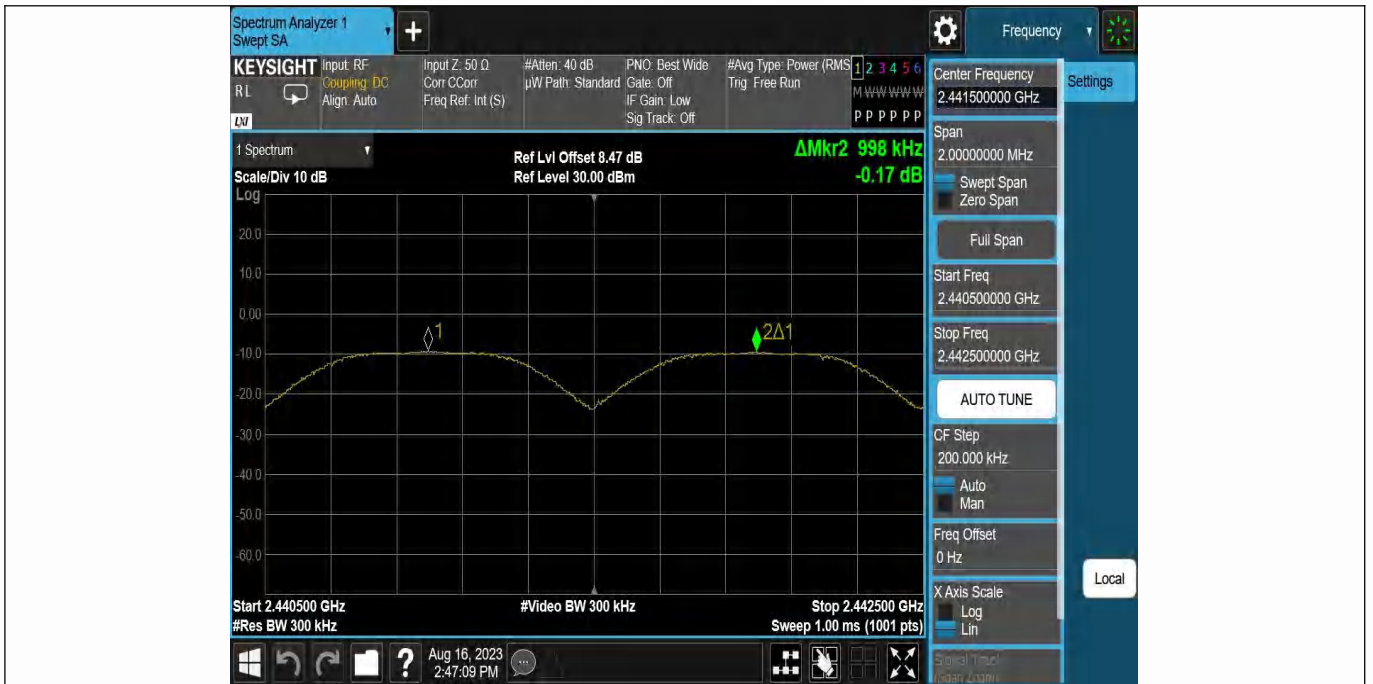 Spectrum Analyzer 1
Swept SA
+
Frequency
KEYSIGHT
RL
LXI
Input: RF
Coupling: DC
Align: Auto
Input Z: 50 Ω
Corr CCorr
Freq Ref: Int (S)
#Atten: 40 dB
µW Path: Standard
PNO: Best Wide
Gate: Off
IF Gain: Low
Sig Track: Off
#Avg Type: Power (RMS
Trig: Free Run
1 2 3 4 5 6
M W W W W W
P P P P P P
1 Spectrum
Scale/Div 10 dB
Ref Lvl Offset 8.47 dB
Ref Level 30.00 dBm
ΔMkr2 998 kHz
-0.17 dB
Log
20.0
10.0
0.00
-10.0
-20.0
-30.0
-40.0
-50.0
-60.0
1
2Δ1
Start 2.440500 GHz
#Res BW 300 kHz
#Video BW 300 kHz
Stop 2.442500 GHz
Sweep 1.00 ms (1001 pts)
Center Frequency
2.441500000 GHz
Settings
Span
2.00000000 MHz
Swept Span
Zero Span
Full Span
Start Freq
2.440500000 GHz
Stop Freq
2.442500000 GHz
AUTO TUNE
CF Step
200.000 kHz
Auto
Man
Freq Offset
0 Hz
X Axis Scale
Log
Lin
Local
Signal Track
(Span Zoom)
?
Aug 16, 2023
2:47:09 PM